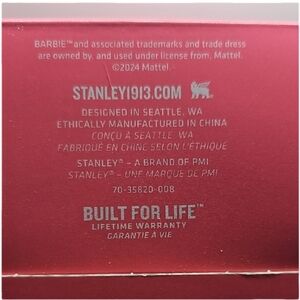 BARBIE™ and associated trademarks and trade dress
are owned by, and used under license from, Mattel.
©2024 Mattel.
STANLEY1913.COM
DESIGNED IN SEATTLE, WA
ETHICALLY MANUFACTURED IN CHINA
CONÇU À SEATTLE, WA
FABRIQUÉ EN CHINE SELON L'ÉTHIQUE
STANLEY® – A BRAND OF PMI
STANLEY® – UNE MARQUE DE PMI
70-35820-008
BUILT FOR LIFE™
LIFETIME WARRANTY
GARANTIE À VIE